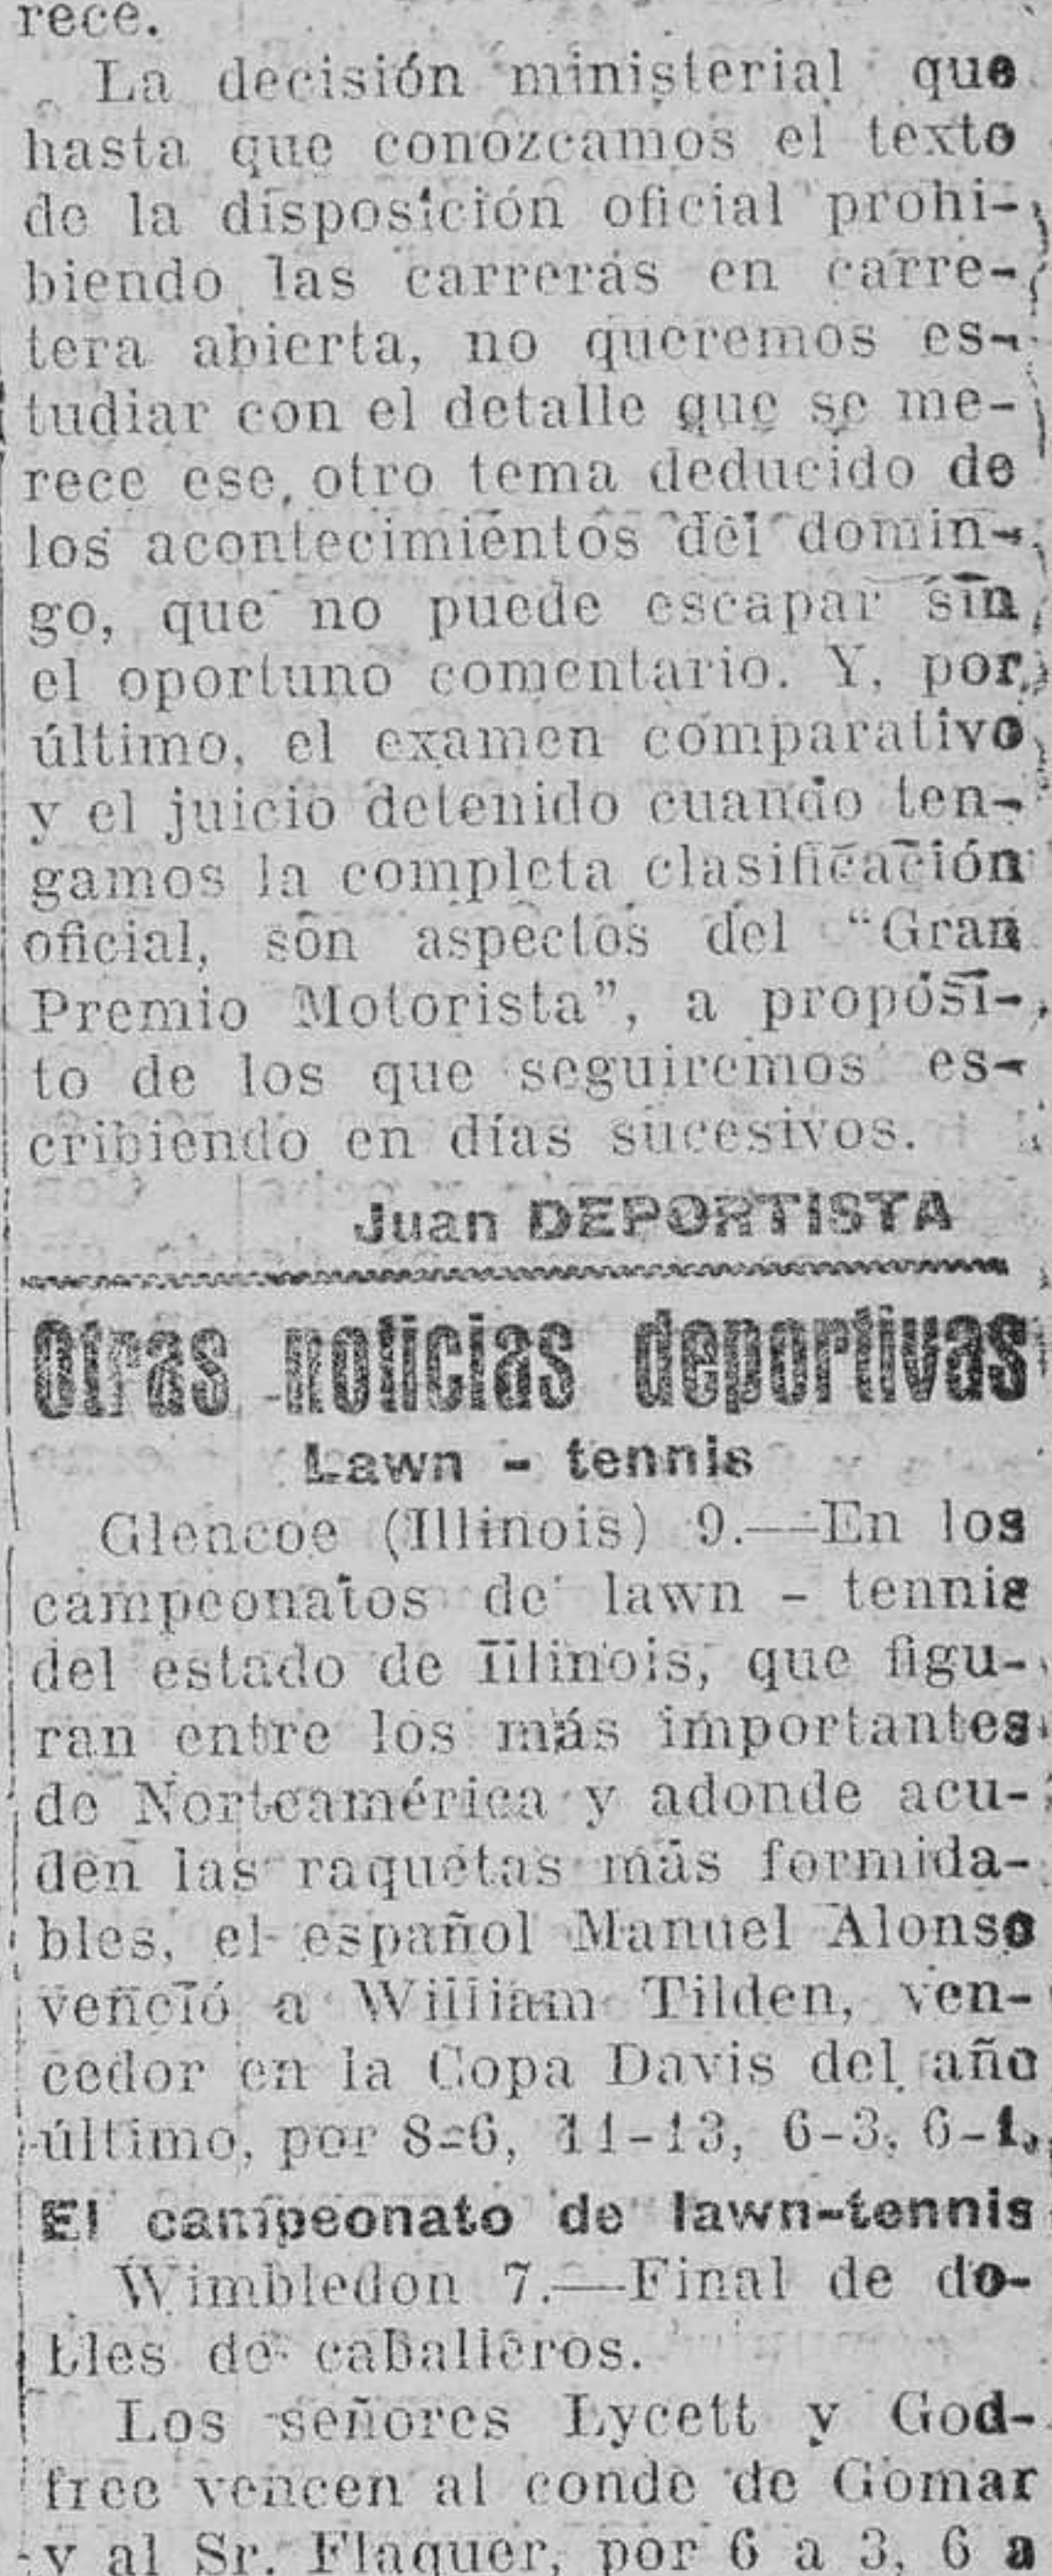 rece.
La decisión ministerial que
hasta que conozcamos el texto
de la disposición oficial prohi-
biendo las carreras en carre-
tera abierta, no queremos es-
tudiar con el detalle que se me-
rece ese otro tema deducido de
los acontecimientos del domin-
go, que no puede escapar sin
el oportuno comentario. Y, por
último, el examen comparativo
y el juicio detenido cuando ten-
gamos la completa clasificación
oficial, son aspectos del “Gran
Premio Motorista”, a propósi-
to de los que seguiremos es-
cribiendo en días sucesivos.
Juan DEPORTISTA
Otras noticias deportivas
Lawn - tennis
Glencoe (Illinois) 9.—En los
campeonatos de lawn - tennis
del estado de Illinois, que figu-
ran entre los más importantes
de Norteamérica y adonde acu-
den las raquetas más formida-
bles, el español Manuel Alonso
venció a William Tilden, ven-
cedor en la Copa Davis del año
último, por 8-6, 11-13, 6-3, 6-1.
El campeonato de lawn-tennis
Wimbledon 7.—Final de do-
bles de caballeros.
Los señores Lycett y God-
free vencen al conde de Gomar
y al Sr. Flaquer, por 6 a 3, 6 a